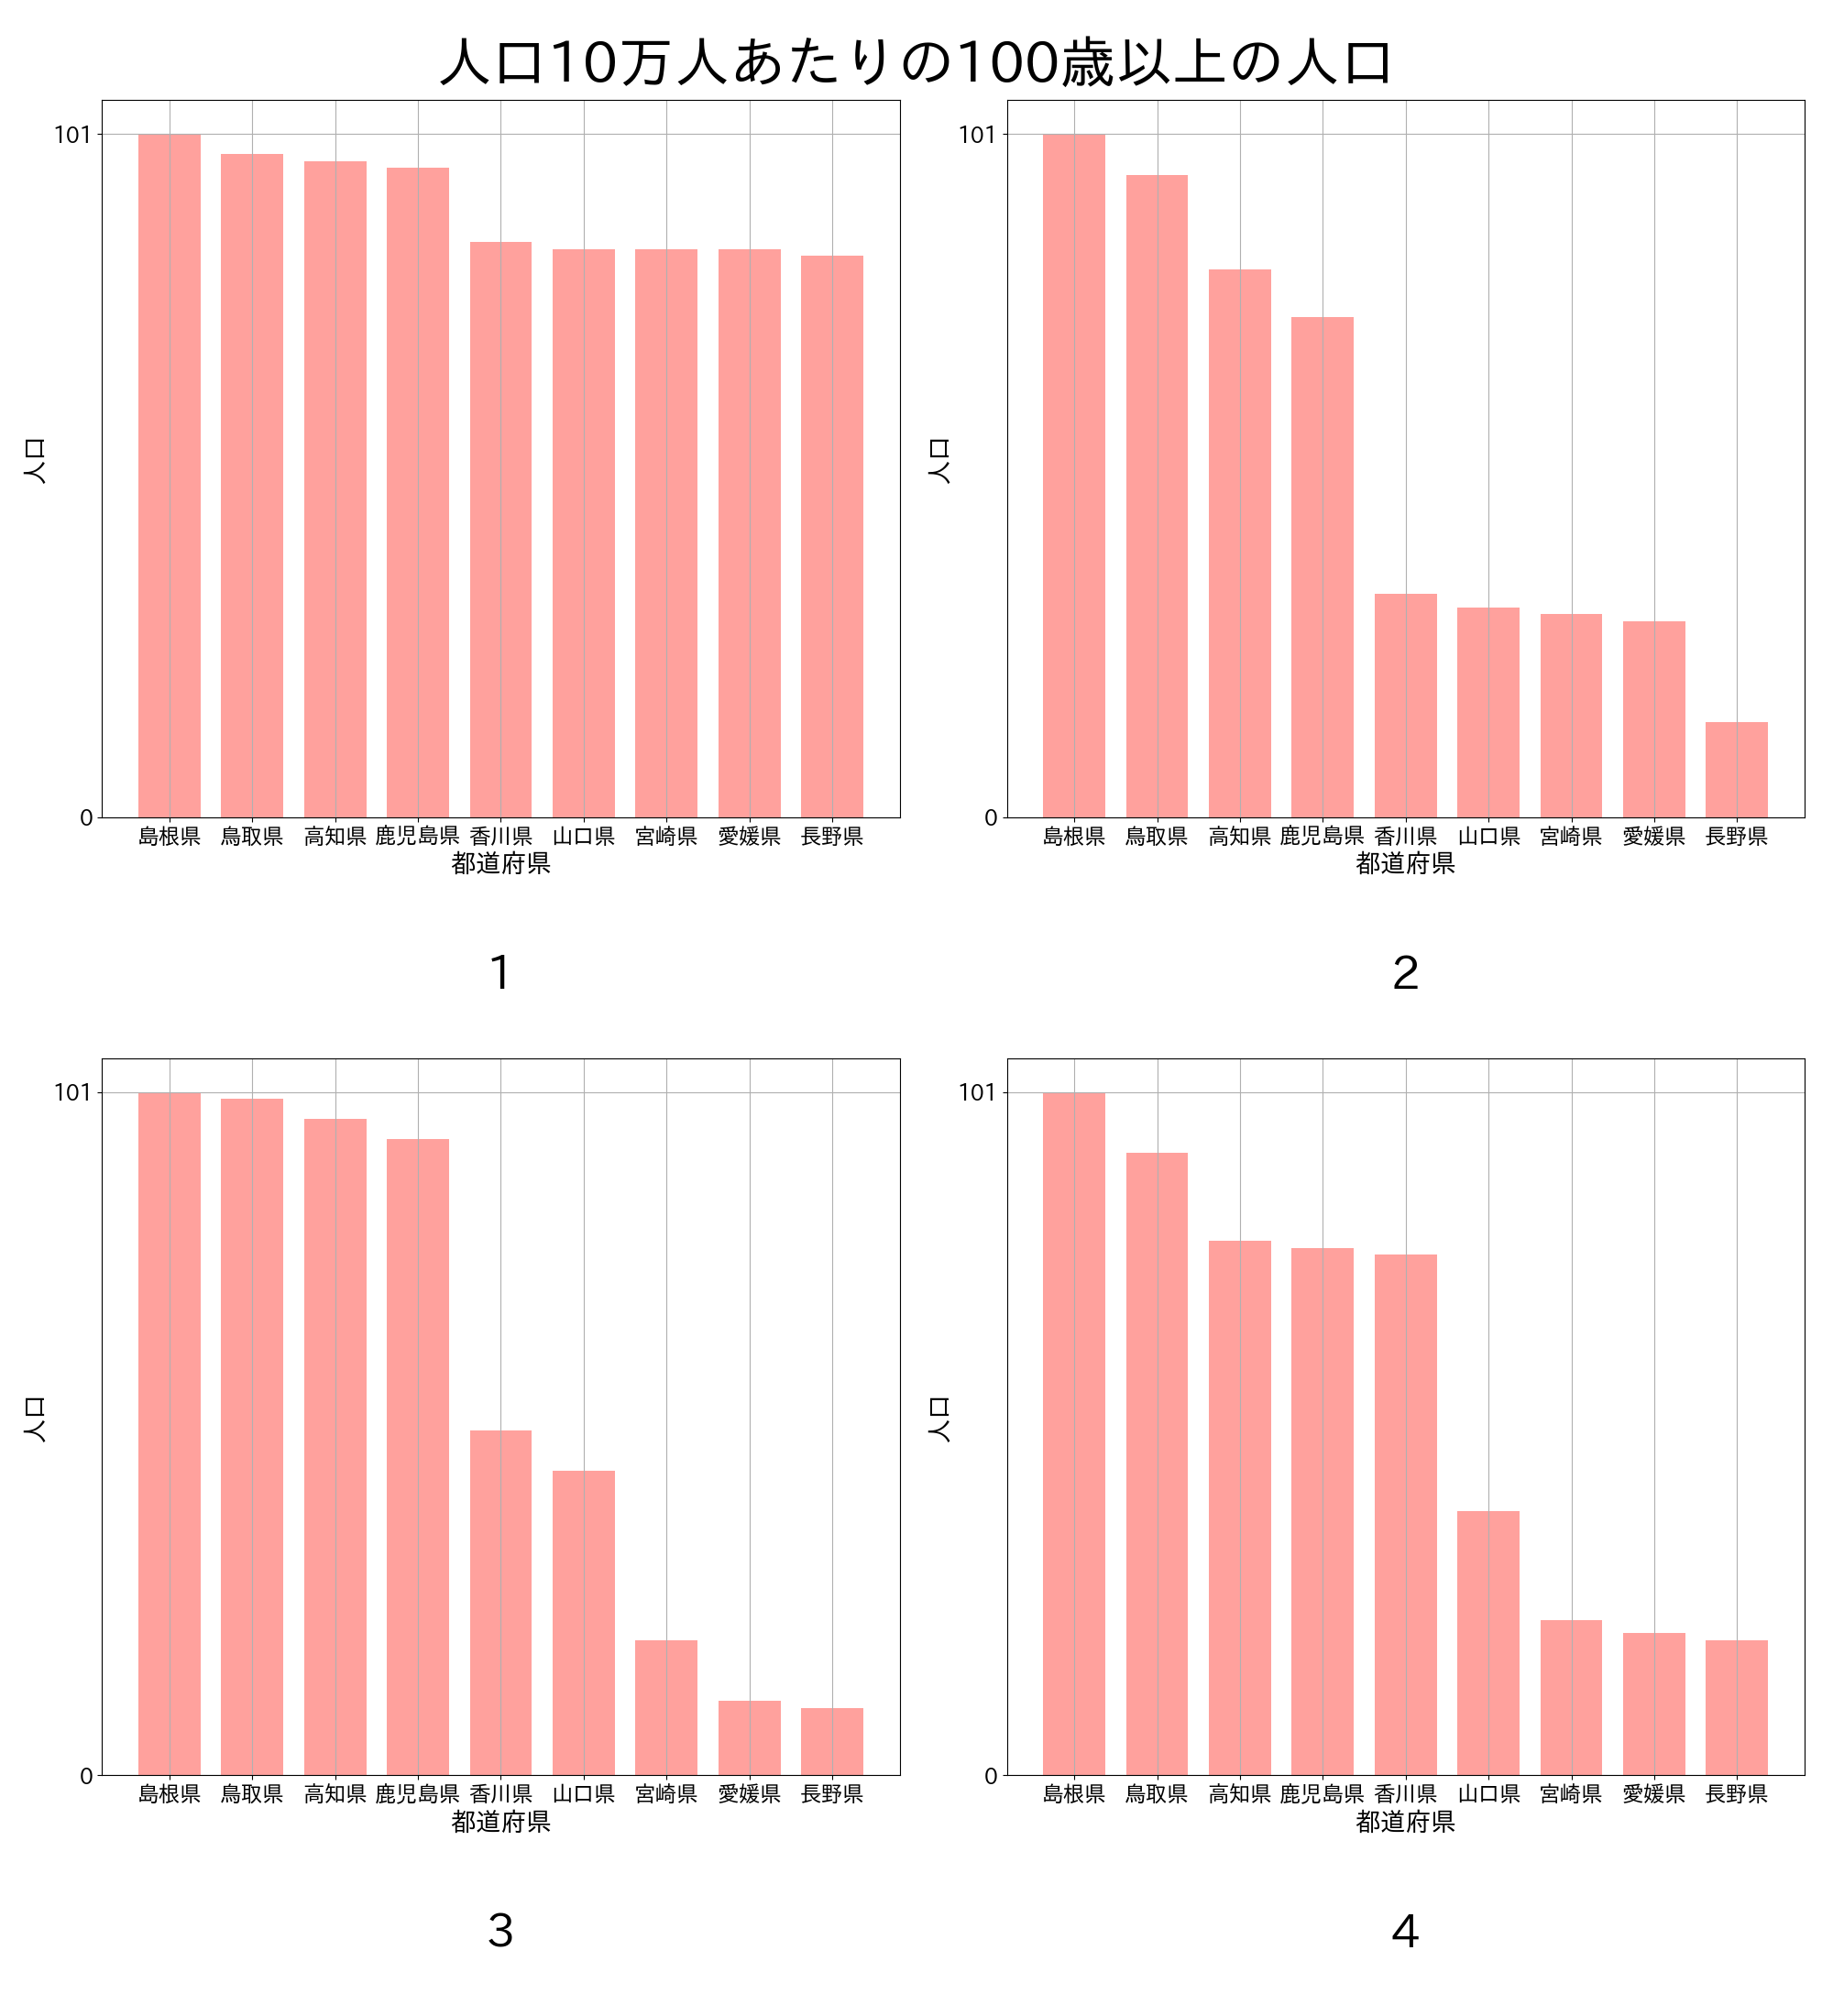 人口10万人あたりの100歳以上の人口
人口
101
0
島根県 鳥取県 高知県 鹿児島県 香川県 山口県 宮崎県 愛媛県 長野県
都道府県
1
人口
101
0
島根県 鳥取県 高知県 鹿児島県 香川県 山口県 宮崎県 愛媛県 長野県
都道府県
2
人口
101
0
島根県 鳥取県 高知県 鹿児島県 香川県 山口県 宮崎県 愛媛県 長野県
都道府県
3
人口
101
0
島根県 鳥取県 高知県 鹿児島県 香川県 山口県 宮崎県 愛媛県 長野県
都道府県
4